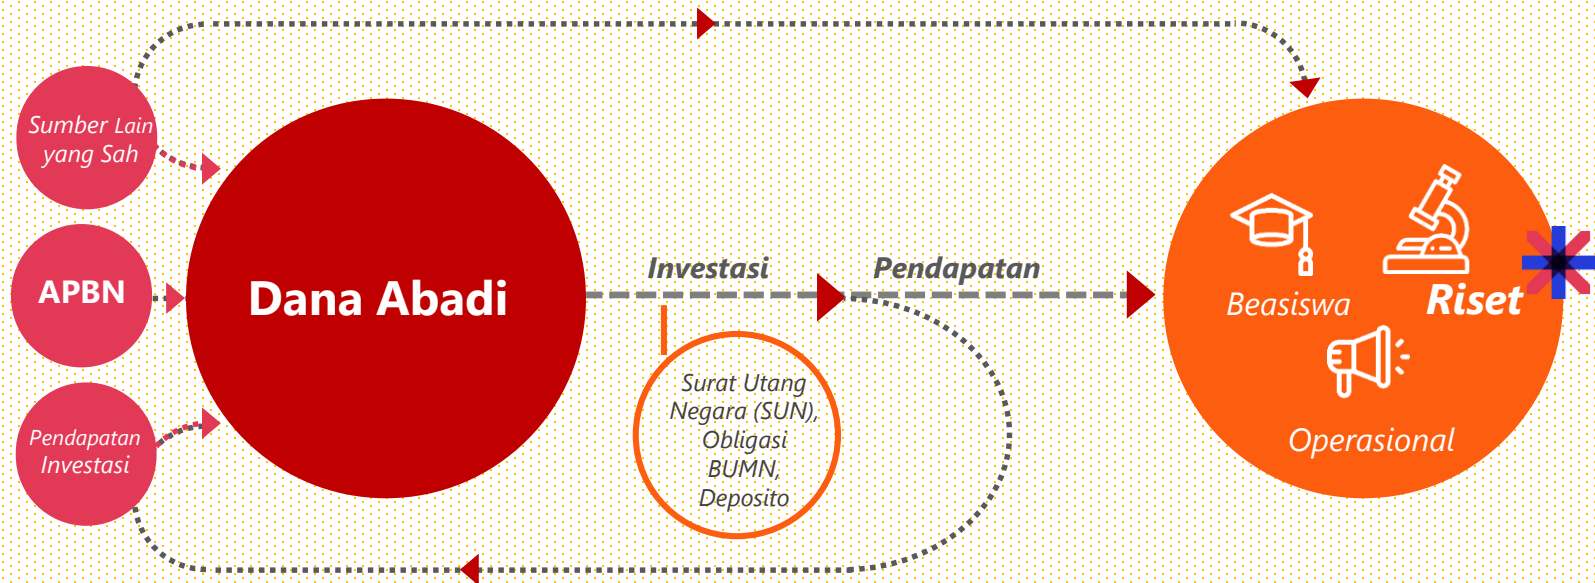 Sumber Lain
yang Sah
APBN
Pendapatan
Investasi
Dana Abadi
Investasi
Pendapatan
Surat Utang
Negara (SUN),
Obligasi
BUMN,
Deposito
Beasiswa
Riset
Operasional